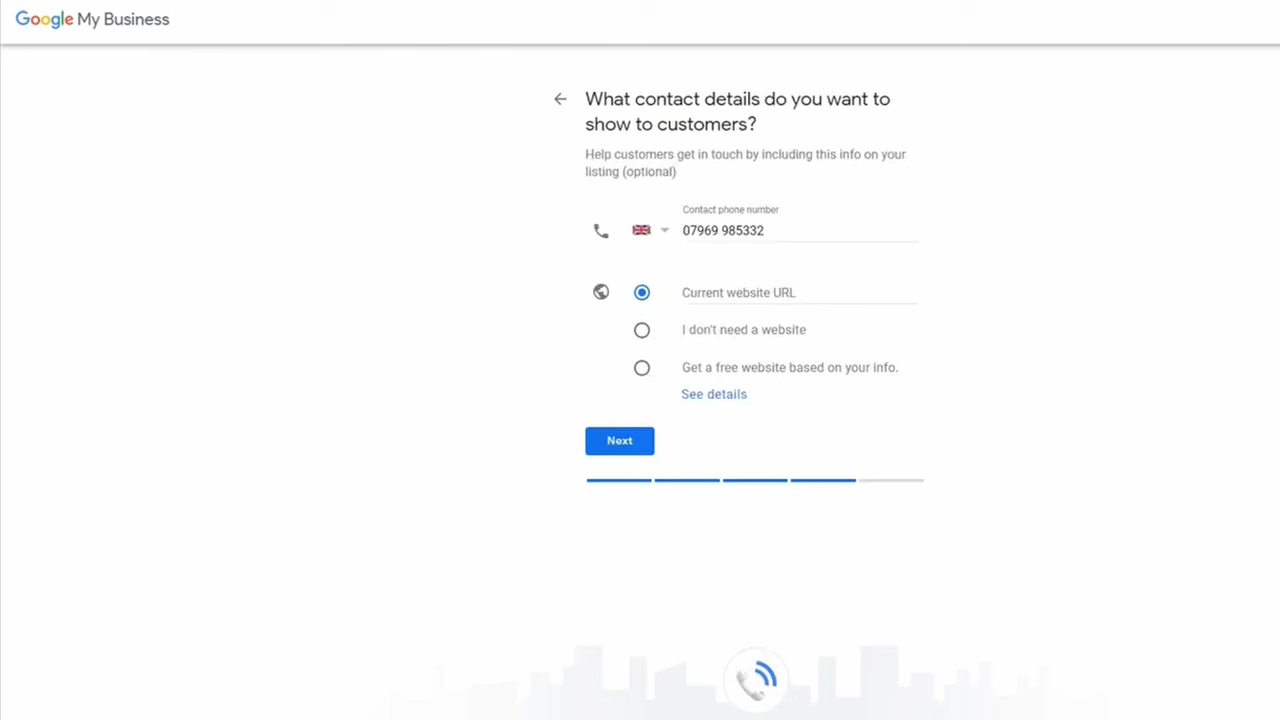 Google My Business
What contact details do you want to
show to customers?
Help customers get in touch by including this info on your
listing (optional)
Contact phone number
07969 985332
Current website URL
I don't need a website
Get a free website based on your info.
See details
Next